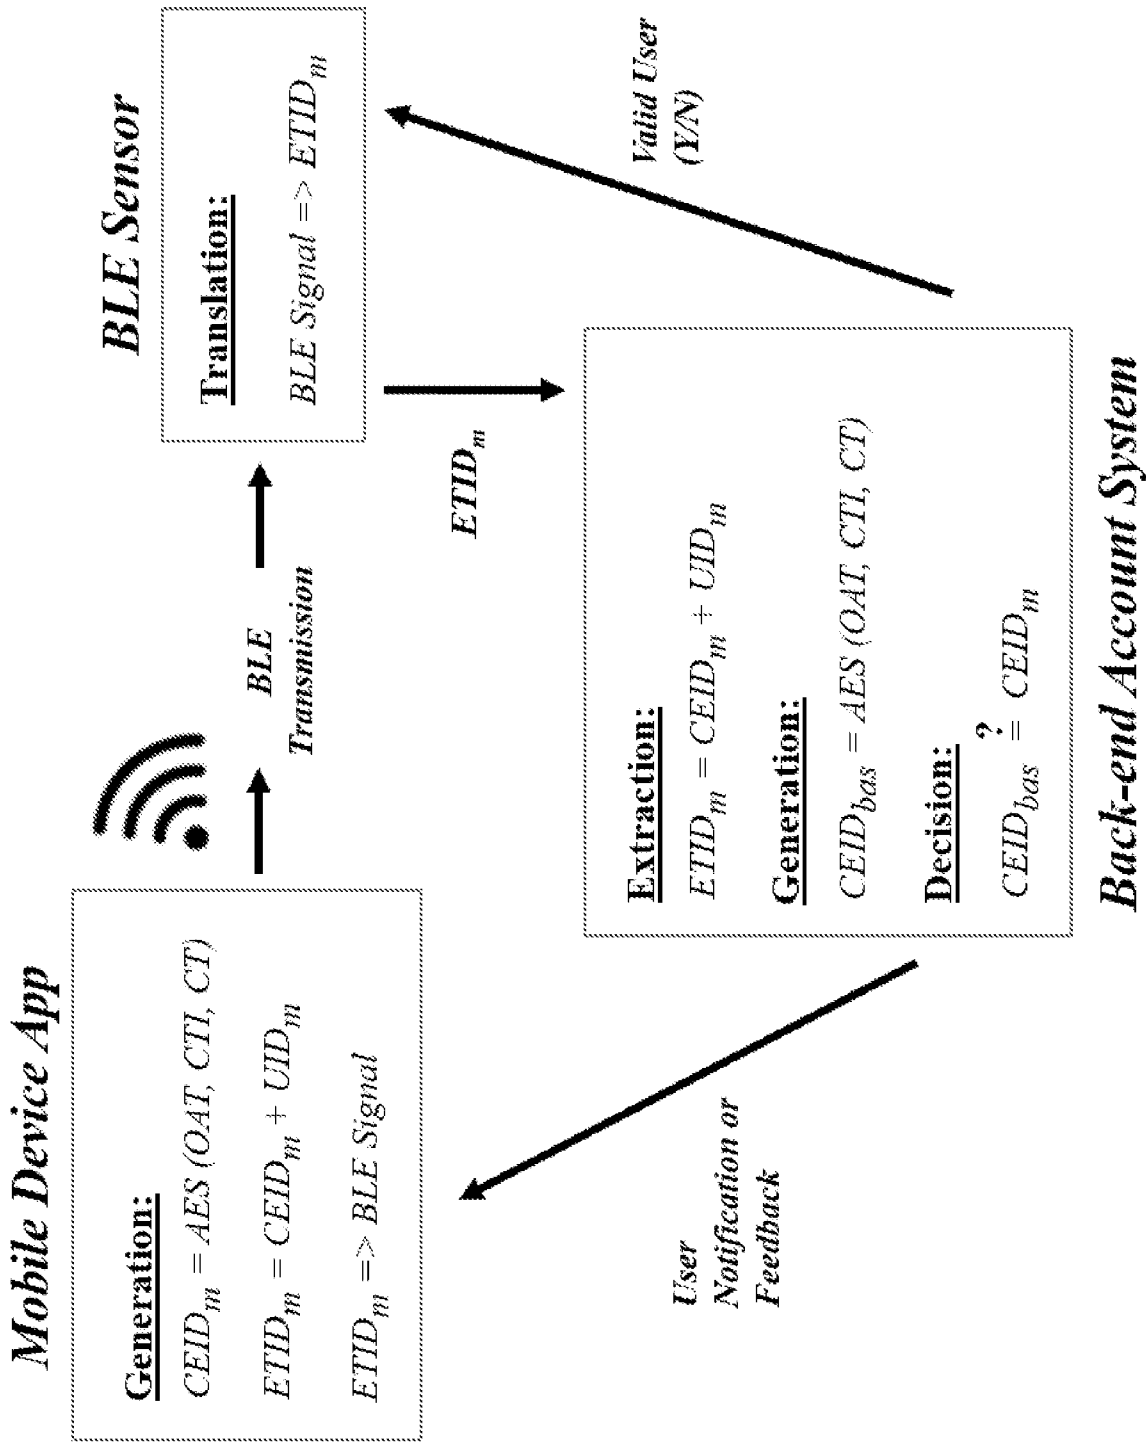 Mobile Device App
Generation:
CEID_m = AES (OAT, CTI, CT)
ETID_m = CEID_m + UID_m
ETID_m => BLE Signal
BLE
Transmission
BLE Sensor
Translation:
BLE Signal => ETID_m
ETID_m
Valid User
(Y/N)
User
Notification or
Feedback
Extraction:
ETID_m = CEID_m + UID_m
Generation:
CEID_bas = AES (OAT, CTI, CT)
Decision:
CEID_bas ?= CEID_m
Back-end Account System